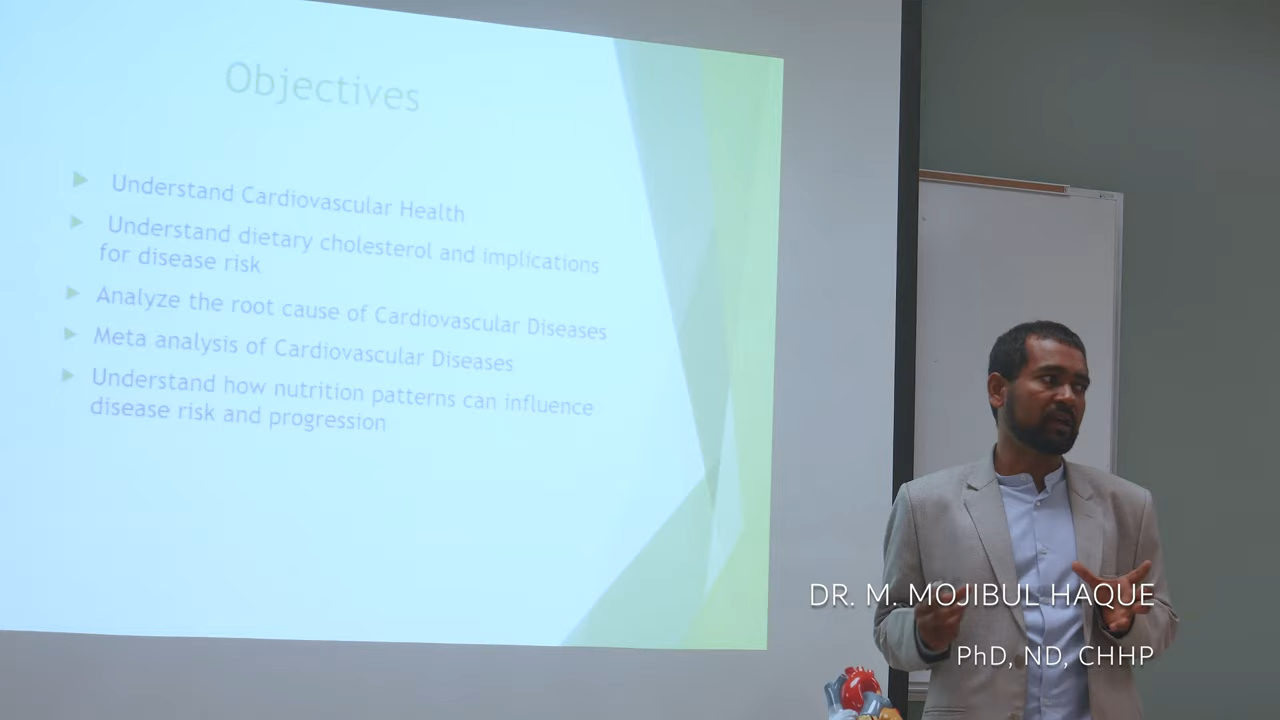 Objectives
Understand Cardiovascular Health
Understand dietary cholesterol and implications
for disease risk
Analyze the root cause of Cardiovascular Diseases
Meta analysis of Cardiovascular Diseases
Understand how nutrition patterns can influence
disease risk and progression
DR. M. MOJIBUL HAQUE
PhD, ND, CHHP